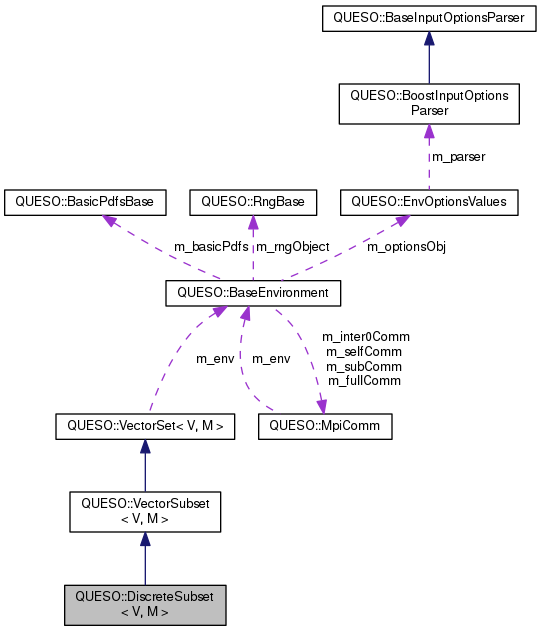 QUESO::BaseInputOptionsParser
QUESO::BoostInputOptions
Parser
m_parser
QUESO::BasicPdfsBase
QUESO::RngBase
QUESO::EnvOptionsValues
m_basicPdfs
m_rngObject
m_optionsObj
QUESO::BaseEnvironment
m_inter0Comm
m_selfComm
m_subComm
m_fullComm
m_env
m_env
QUESO::VectorSet< V, M >
QUESO::MpiComm
QUESO::VectorSubset
< V, M >
QUESO::DiscreteSubset
< V, M >